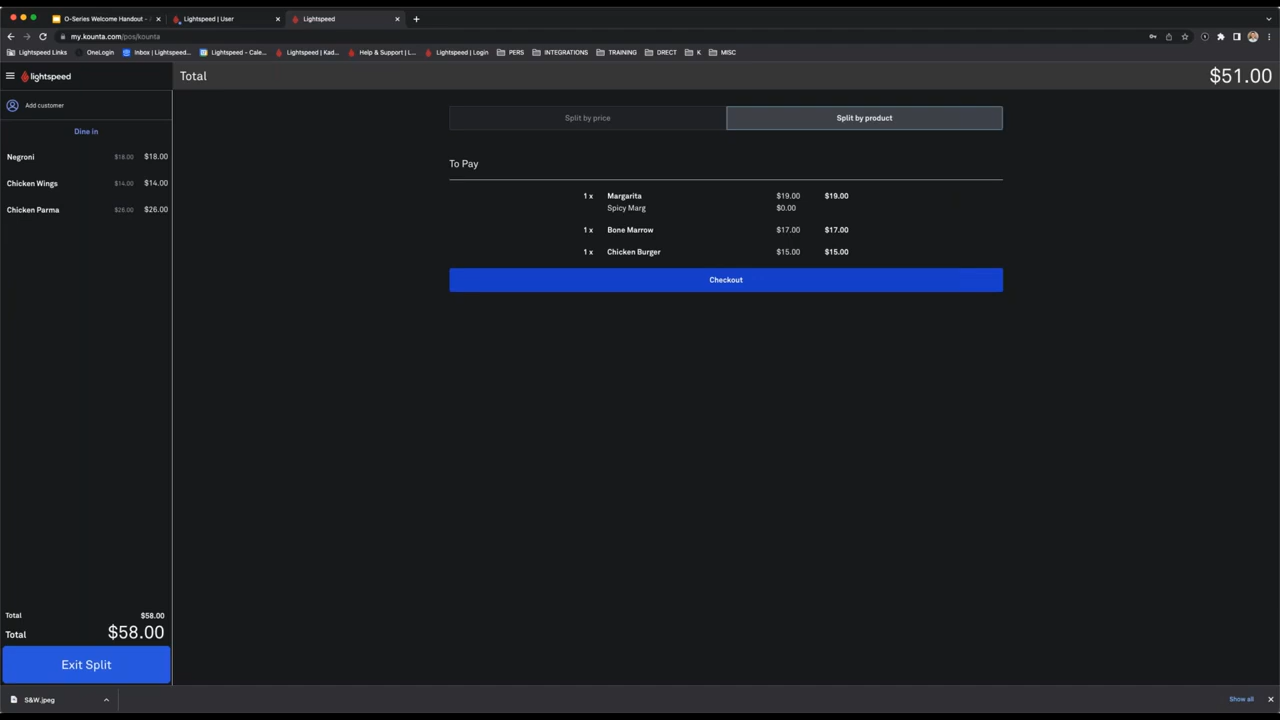 O-Series Welcome Handout -
Lightspeed | User
Lightspeed
my.kounta.com/pos/kounta
Lightspeed Links
OneLogin
Inbox | Lightspeed...
Lightspeed - Cale...
Lightspeed | Kad...
Help & Support | L...
Lightspeed | Login
PERS
INTEGRATIONS
TRAINING
DIRECT
K
MISC
lightspeed
Total
$51.00
Add customer
Dine in
Negroni $18.00 $18.00
Chicken Wings $14.00 $14.00
Chicken Parma $26.00 $26.00
Split by price
Split by product
To Pay
1 x Margarita $19.00 $19.00
Spicy Marg $0.00
1 x Bone Marrow $17.00 $17.00
1 x Chicken Burger $15.00 $15.00
Checkout
Total $58.00
Total $58.00
Exit Split
S&W.jpeg
Show all